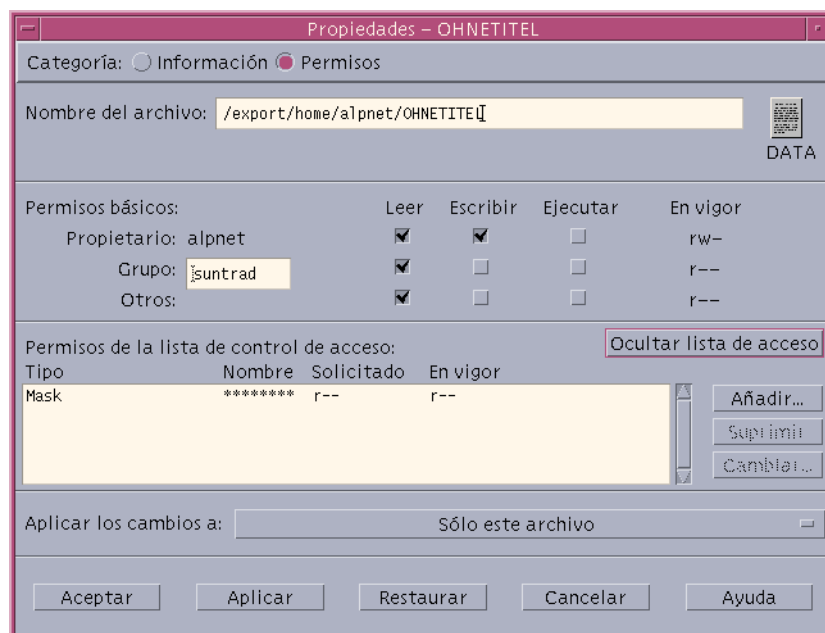 Propiedades – OHNETITEL
Categoría: Información Permisos
Nombre del archivo: /export/home/alpnet/OHNETITEL
DATA
Permisos básicos: Leer Escribir Ejecutar En vigor
Propietario: alpnet rw-
Grupo: suntrad r--
Otros: r--
Ocultar lista de acceso
Permisos de la lista de control de acceso:
Tipo Nombre Solicitado En vigor
Mask ******** r-- r--
Añadir...
Suprimir
Cambiar...
Aplicar los cambios a: Sólo este archivo
Aceptar Aplicar Restaurar Cancelar Ayuda